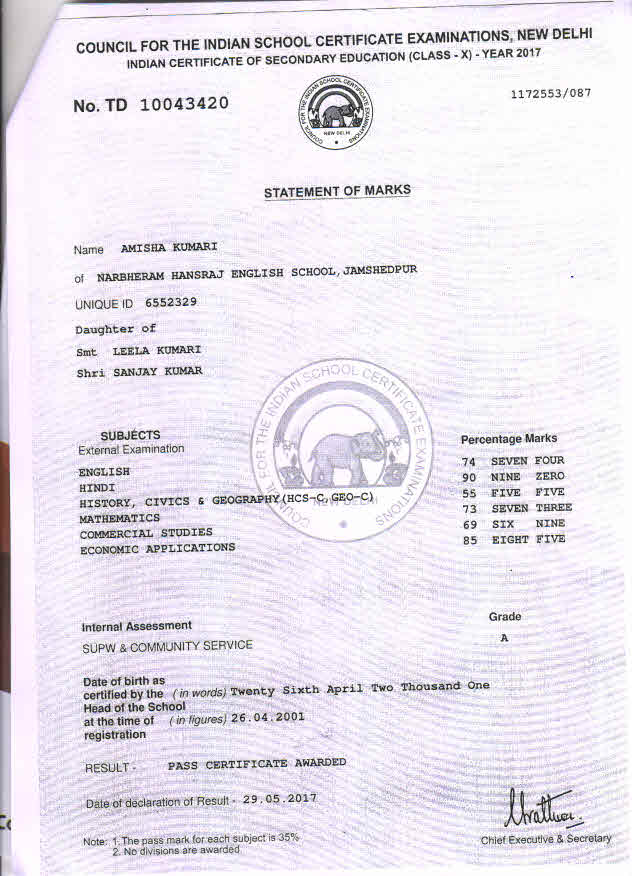 COUNCIL FOR THE INDIAN SCHOOL CERTIFICATE EXAMINATIONS, NEW DELHI
INDIAN CERTIFICATE OF SECONDARY EDUCATION (CLASS - X) - YEAR 2017
No. TD 10043420
1172553/087
COUNCIL FOR THE INDIAN SCHOOL CERTIFICATE EXAMINATIONS
NEW DELHI
STATEMENT OF MARKS
Name AMISHA KUMARI
of NARBHERAM HANSRAJ ENGLISH SCHOOL, JAMSHEDPUR
UNIQUE ID 6552329
Daughter of
Smt LEELA KUMARI
Shri SANJAY KUMAR
COUNCIL FOR THE INDIAN SCHOOL CERTIFICATE EXAMINATIONS
NEW DELHI
SUBJECTS Percentage Marks
External Examination
ENGLISH 74 SEVEN FOUR
HINDI 90 NINE ZERO
HISTORY, CIVICS & GEOGRAPHY(HCS-C,GEO-C) 55 FIVE FIVE
MATHEMATICS 73 SEVEN THREE
COMMERCIAL STUDIES 69 SIX NINE
ECONOMIC APPLICATIONS 85 EIGHT FIVE
Internal Assessment Grade
SUPW & COMMUNITY SERVICE A
Date of birth as
certified by the (in words) Twenty Sixth April Two Thousand One
Head of the School
at the time of (in figures) 26.04.2001
registration
RESULT - PASS CERTIFICATE AWARDED
Date of declaration of Result - 29.05.2017
Chief Executive & Secretary
Note: 1. The pass mark for each subject is 35%
2. No divisions are awarded